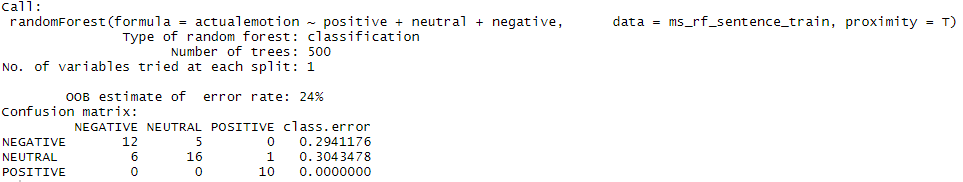 Call:
 randomForest(formula = actualemotion ~ positive + neutral + negative,      data = ms_rf_sentence_train, proximity = T)
               Type of random forest: classification
                     Number of trees: 500
No. of variables tried at each split: 1

        OOB estimate of  error rate: 24%
Confusion matrix:
         NEGATIVE NEUTRAL POSITIVE class.error
NEGATIVE       12       5        0   0.2941176
NEUTRAL         6      16        1   0.3043478
POSITIVE        0       0       10   0.0000000